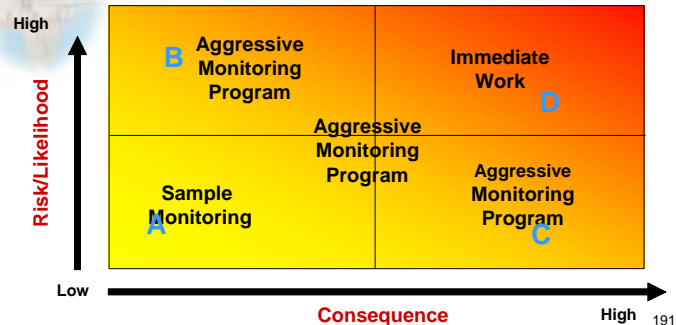 High
B
Aggressive
Monitoring
Program
Immediate
Work
D
Risk/Likelihood
Aggressive
Monitoring
Program
Sample
Monitoring
A
Aggressive
Monitoring
Program
C
Low
Consequence
High
191